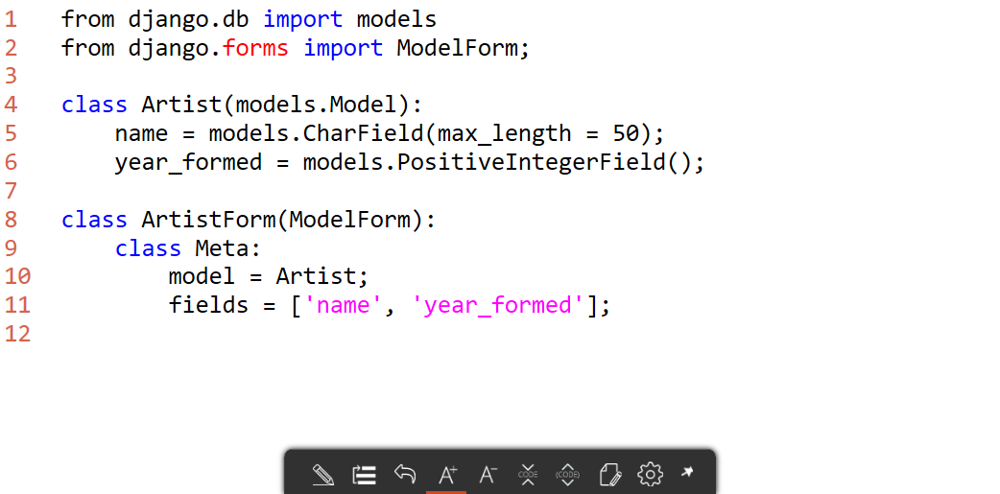 1 from django.db import models
2 from django.forms import ModelForm;
3
4 class Artist(models.Model):
5     name = models.CharField(max_length = 50);
6     year_formed = models.PositiveIntegerField();
7
8 class ArtistForm(ModelForm):
9     class Meta:
10         model = Artist;
11         fields = ['name', 'year_formed'];
12
A+ A- CODE (CODE)